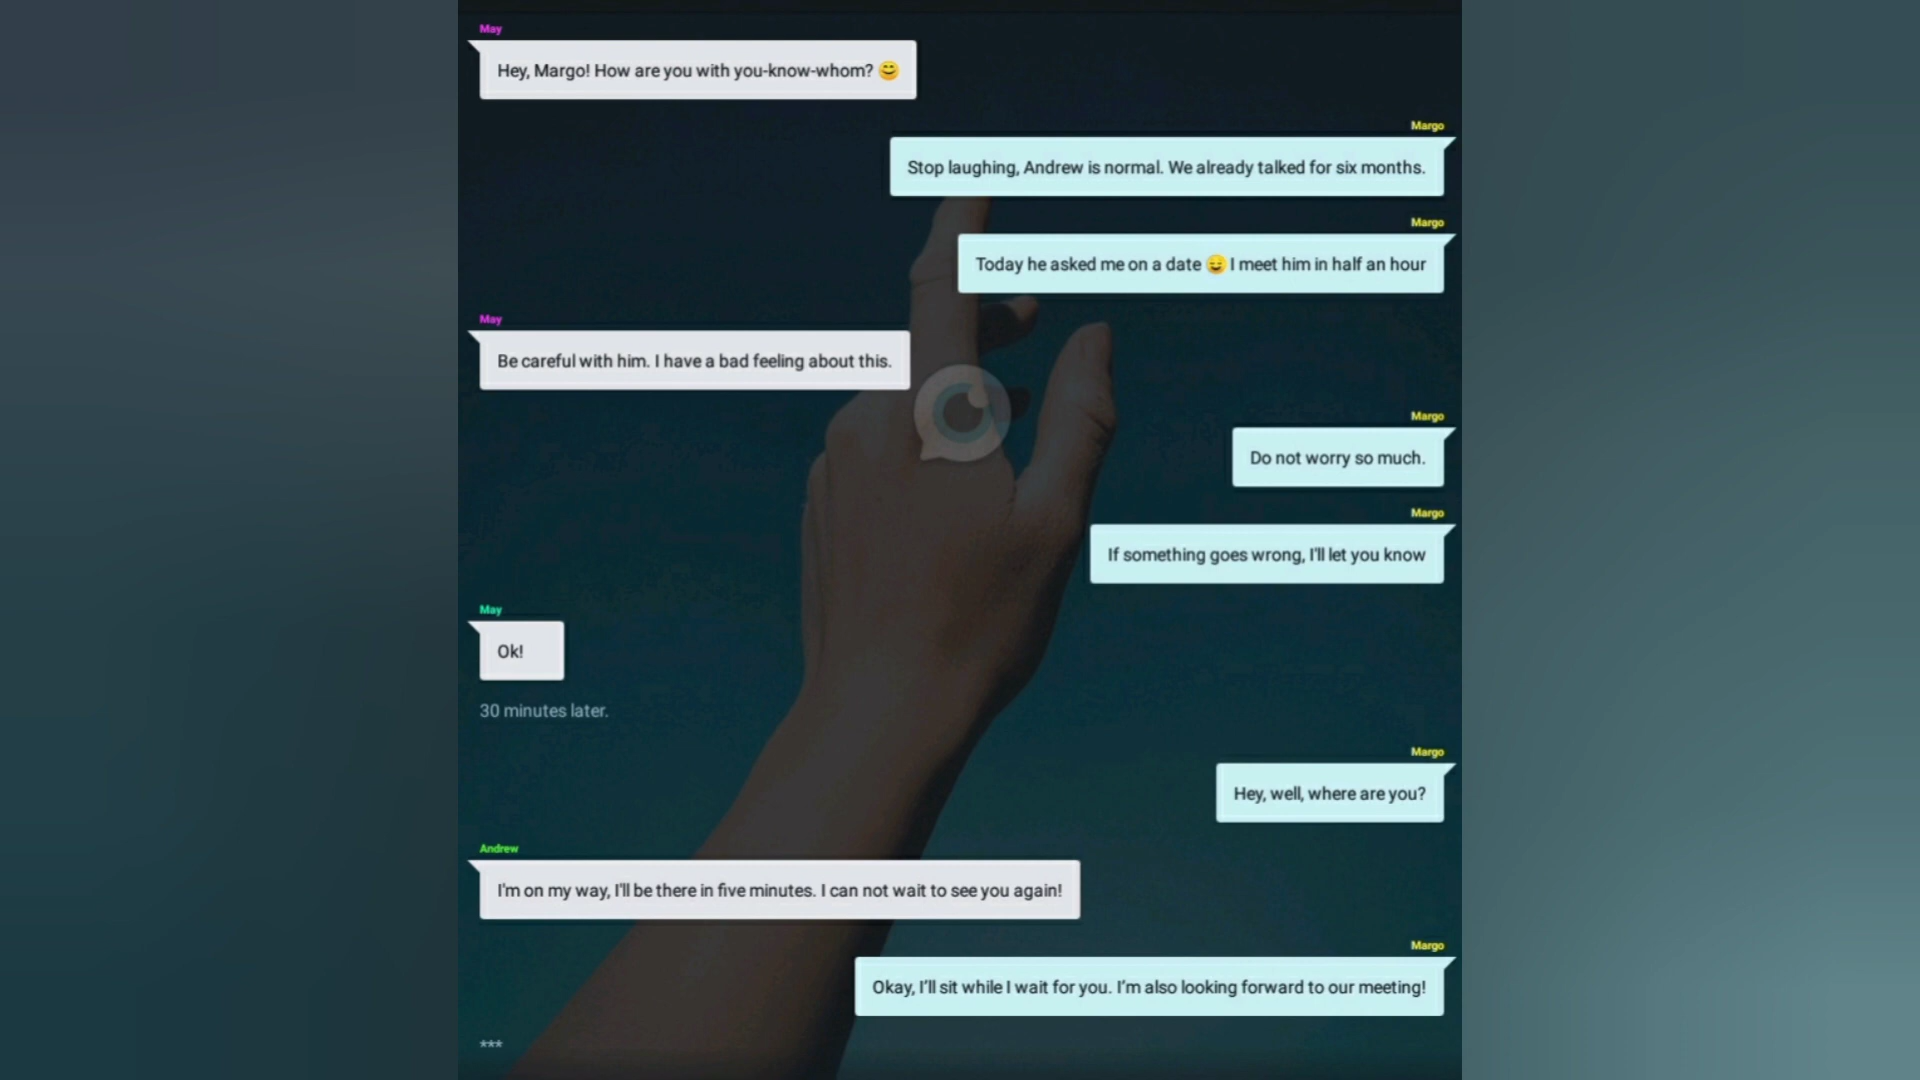 May
Hey, Margo! How are you with you-know-whom? 😊
Margo
Stop laughing, Andrew is normal. We already talked for six months.
Margo
Today he asked me on a date 😌 I meet him in half an hour
May
Be careful with him. I have a bad feeling about this.
Margo
Do not worry so much.
Margo
If something goes wrong, I'll let you know
May
Ok!
30 minutes later.
Margo
Hey, well, where are you?
Andrew
I'm on my way, I'll be there in five minutes. I can not wait to see you again!
Margo
Okay, I’ll sit while I wait for you. I’m also looking forward to our meeting!
***